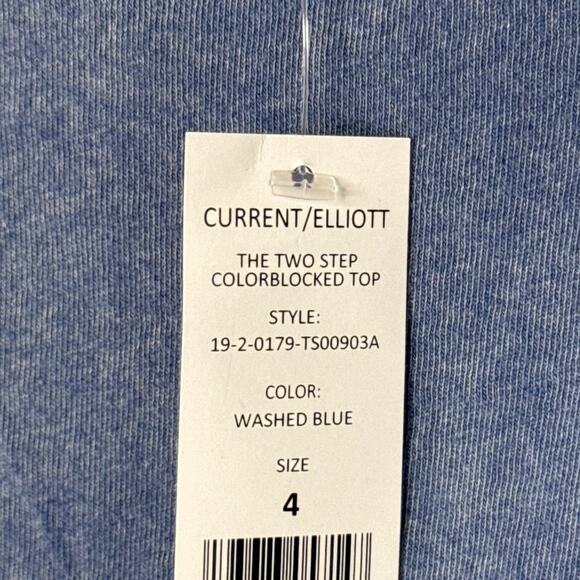 CURRENT/ELLIOTT
THE TWO STEP
COLORBLOCKED TOP
STYLE:
19-2-0179-TS00903A
COLOR:
WASHED BLUE
SIZE
4